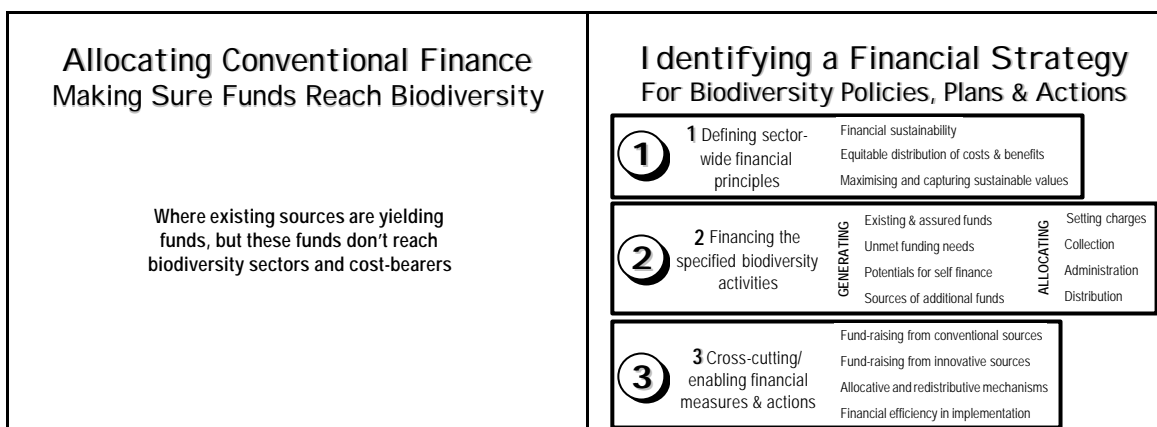 Allocating Conventional Finance
Making Sure Funds Reach Biodiversity
Where existing sources are yielding
funds, but these funds don't reach
biodiversity sectors and cost-bearers
Identifying a Financial Strategy
For Biodiversity Policies, Plans & Actions
1
1 Defining sector-
wide financial
principles
Financial sustainability
Equitable distribution of costs & benefits
Maximising and capturing sustainable values
2
2 Financing the
specified biodiversity
activities
GENERATING
Existing & assured funds
Unmet funding needs
Potentials for self finance
Sources of additional funds
ALLOCATING
Setting charges
Collection
Administration
Distribution
3
3 Cross-cutting/
enabling financial
measures & actions
Fund-raising from conventional sources
Fund-raising from innovative sources
Allocative and redistributive mechanisms
Financial efficiency in implementation